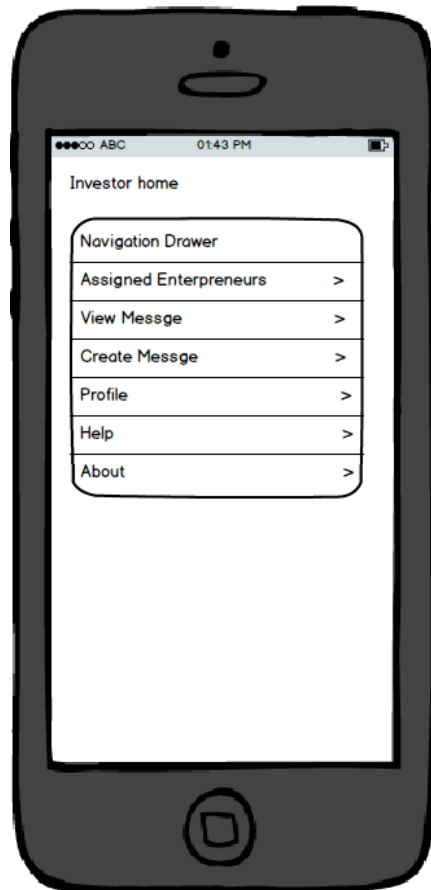 ABC 01:43 PM
Investor home
Navigation Drawer
Assigned Enterpreneurs >
View Messge >
Create Messge >
Profile >
Help >
About >